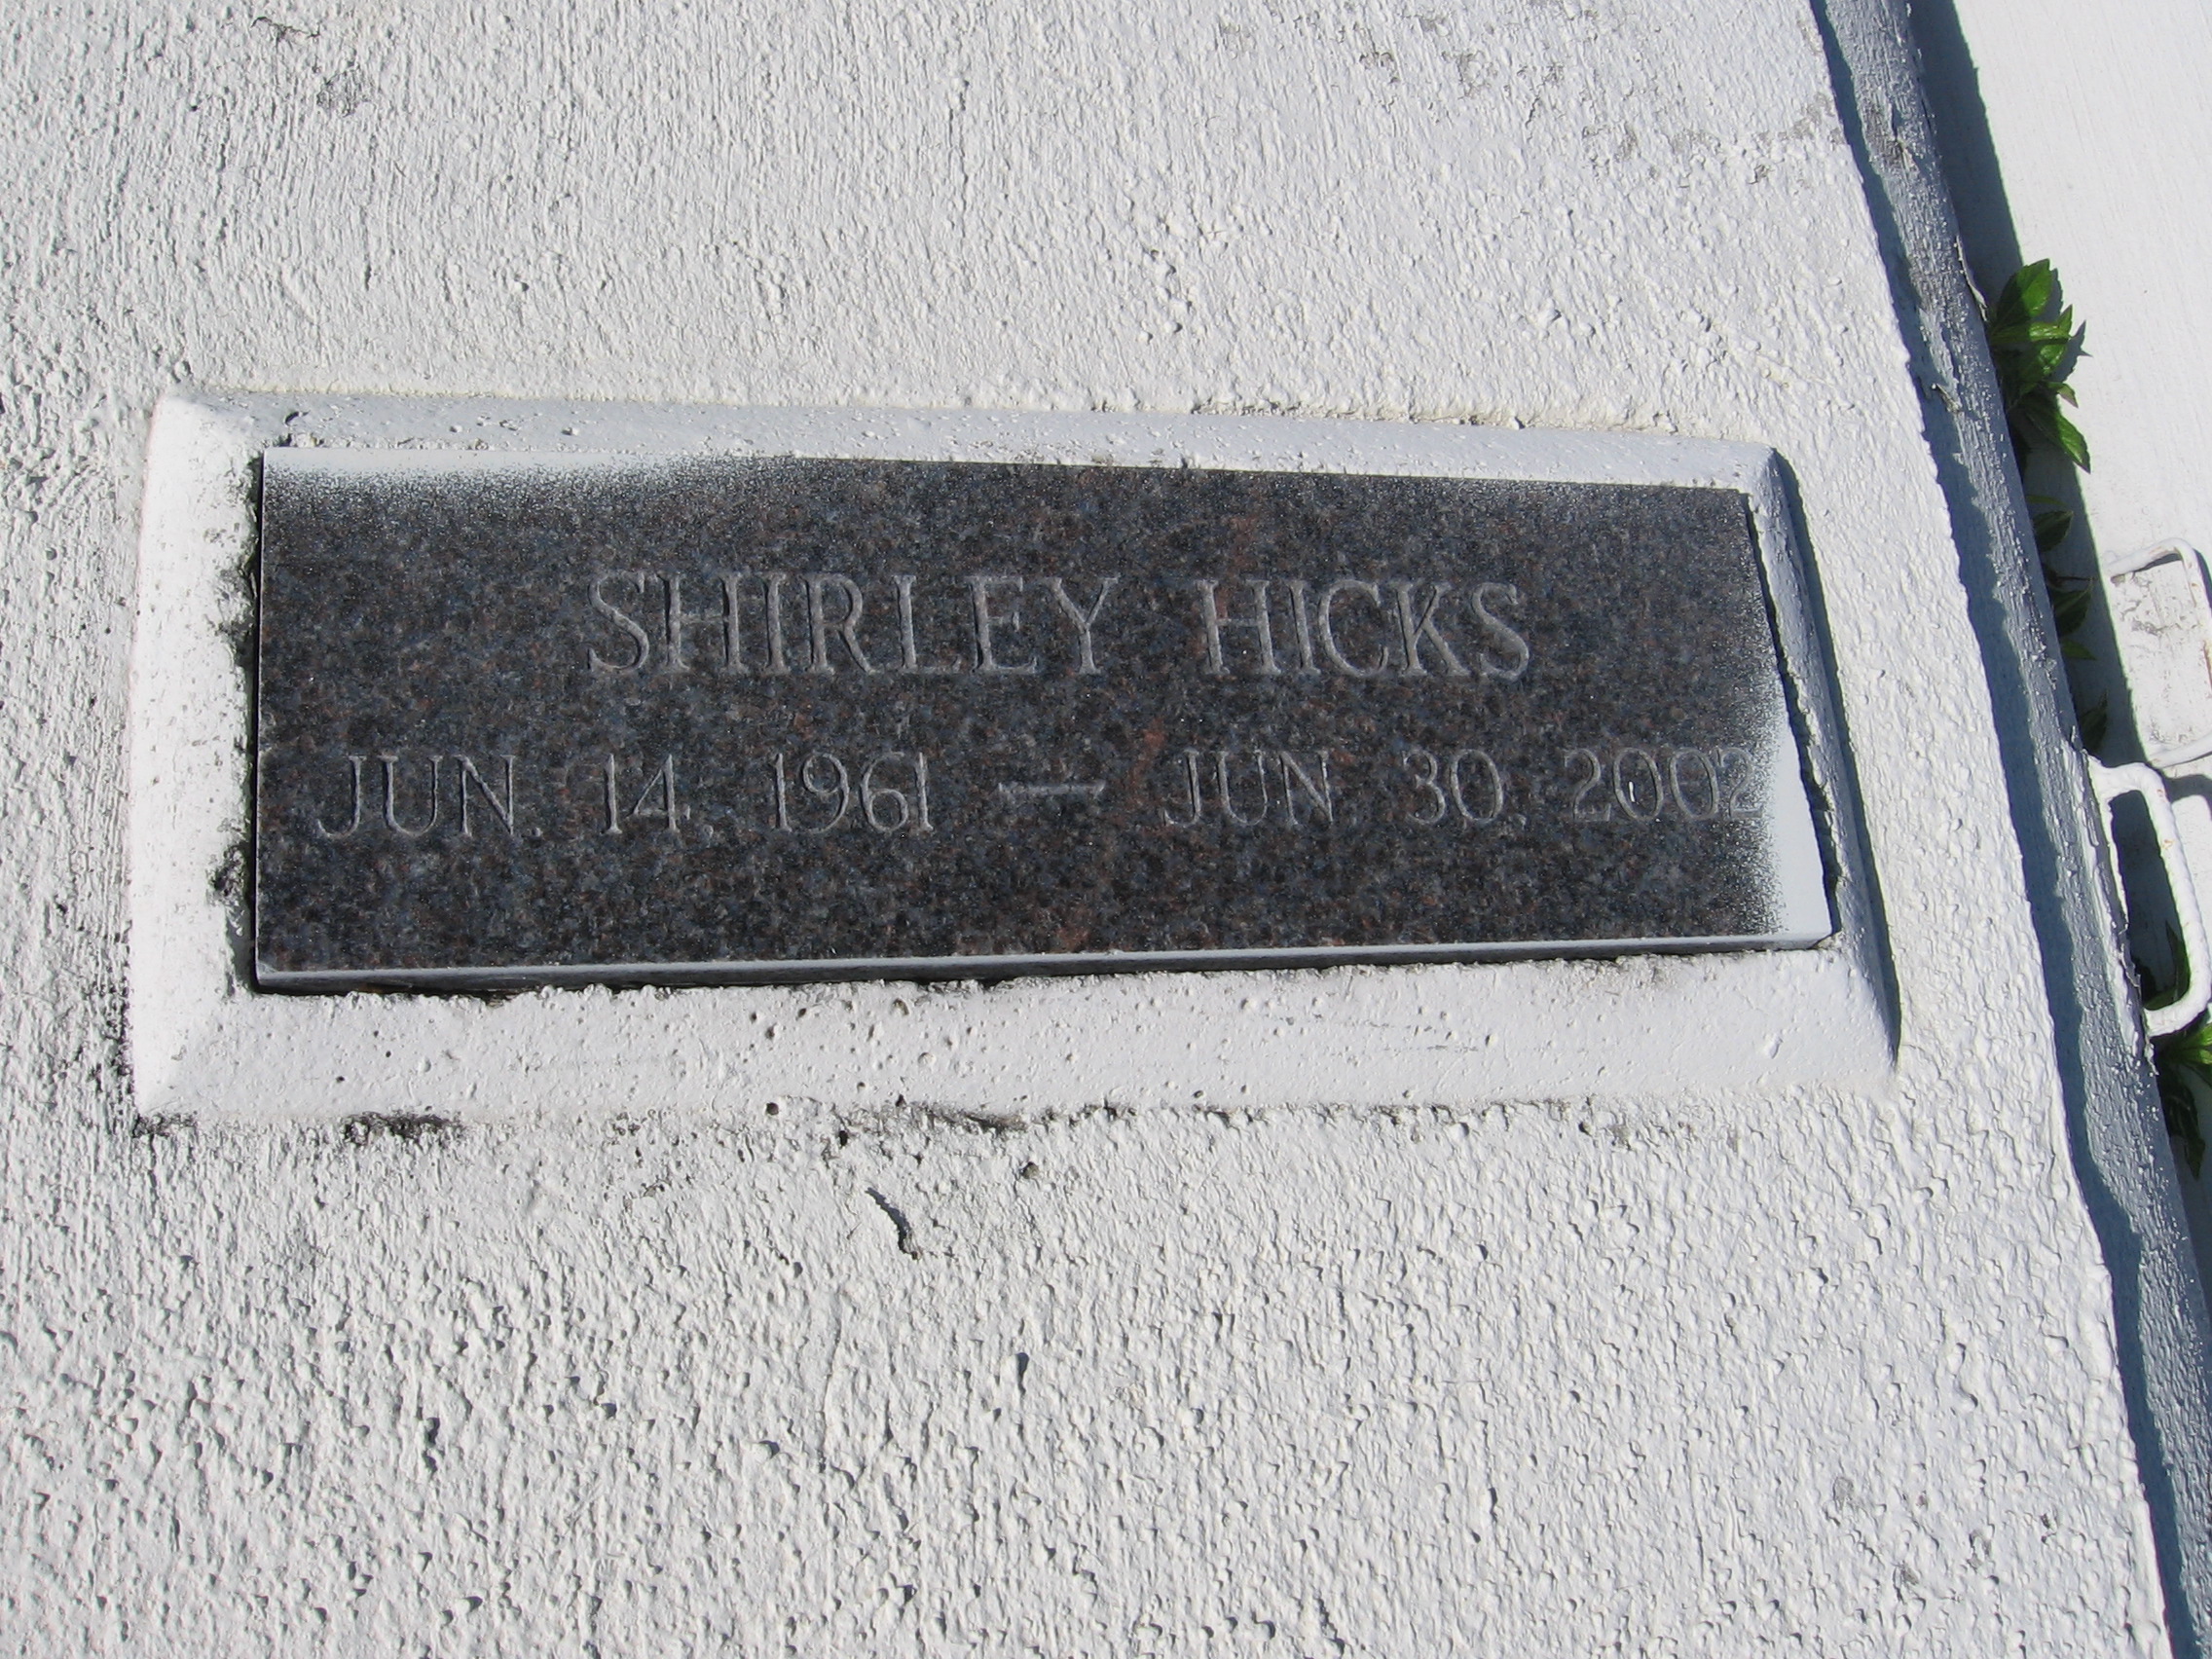 SHIRLEY HICKS
JUN. 14, 1961 — JUN. 30, 2002